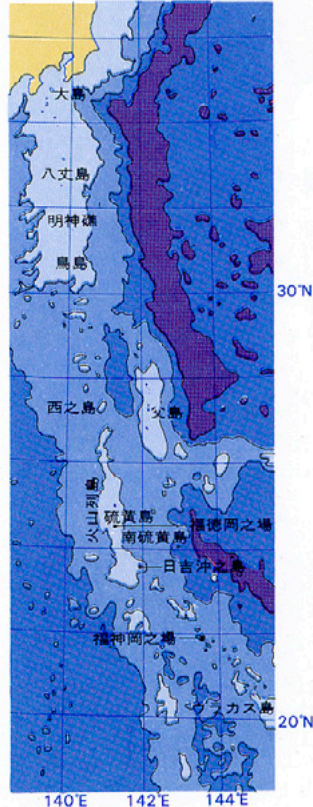 大島
八丈島
明神礁
鳥島
30°N
西之島
父島
火山列島
硫黄島
福徳岡之場
南硫黄島
日吉沖之島
福神岡之場
ウラカス島
20°N
140°E
142°E
144°E